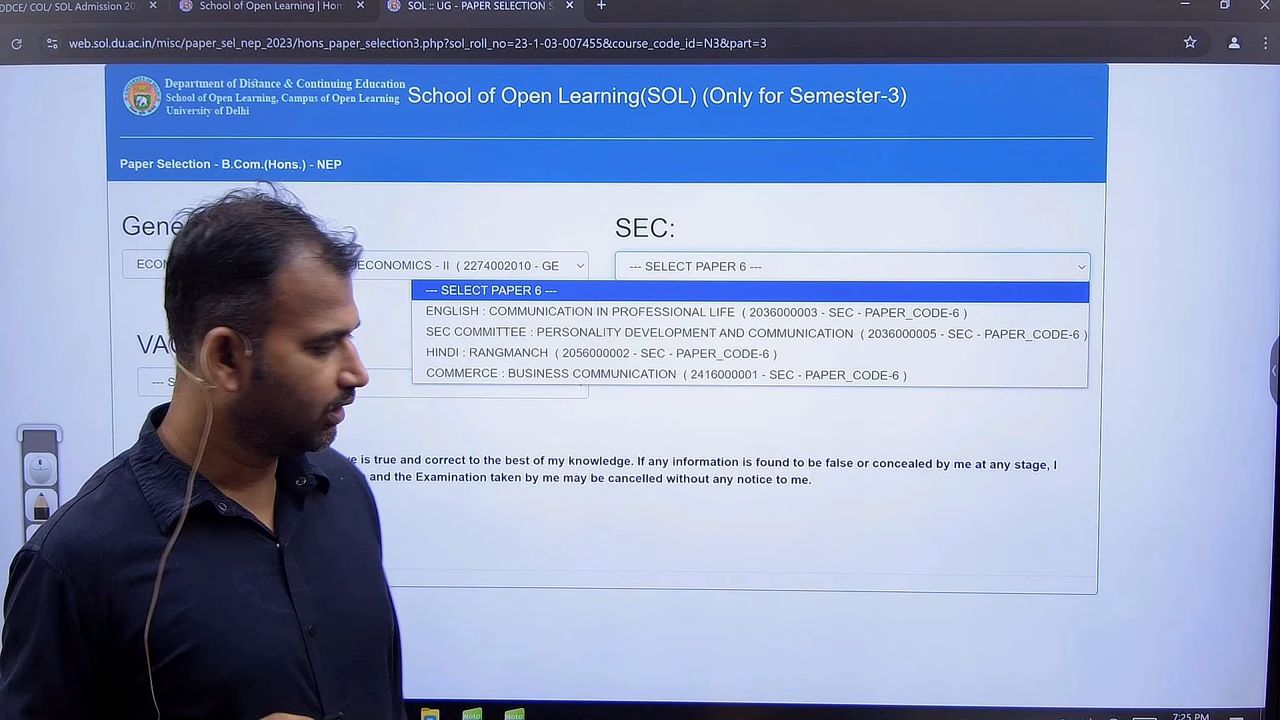 DDCE/ COL/ SOL Admission 20
School of Open Learning | Hon
SOL :: UG - PAPER SELECTION S
web.sol.du.ac.in/misc/paper_sel_nep_2023/hons_paper_selection3.php?sol_roll_no=23-1-03-007455&course_code_id=N3&part=3
Department of Distance & Continuing Education
School of Open Learning, Campus of Open Learning
University of Delhi
School of Open Learning(SOL) (Only for Semester-3)
Paper Selection - B.Com.(Hons.) - NEP
Gene
SEC:
ECON
ECONOMICS - II ( 2274002010 - GE
--- SELECT PAPER 6 ---
--- SELECT PAPER 6 ---
ENGLISH : COMMUNICATION IN PROFESSIONAL LIFE ( 2036000003 - SEC - PAPER_CODE-6 )
SEC COMMITTEE : PERSONALITY DEVELOPMENT AND COMMUNICATION ( 2036000005 - SEC - PAPER_CODE-6 )
HINDI : RANGMANCH ( 2056000002 - SEC - PAPER_CODE-6 )
COMMERCE : BUSINESS COMMUNICATION ( 2416000001 - SEC - PAPER_CODE-6 )
VAC
--- S
is true and correct to the best of my knowledge. If any information is found to be false or concealed by me at any stage, I
and the Examination taken by me may be cancelled without any notice to me.
Note
Note
7:25 PM